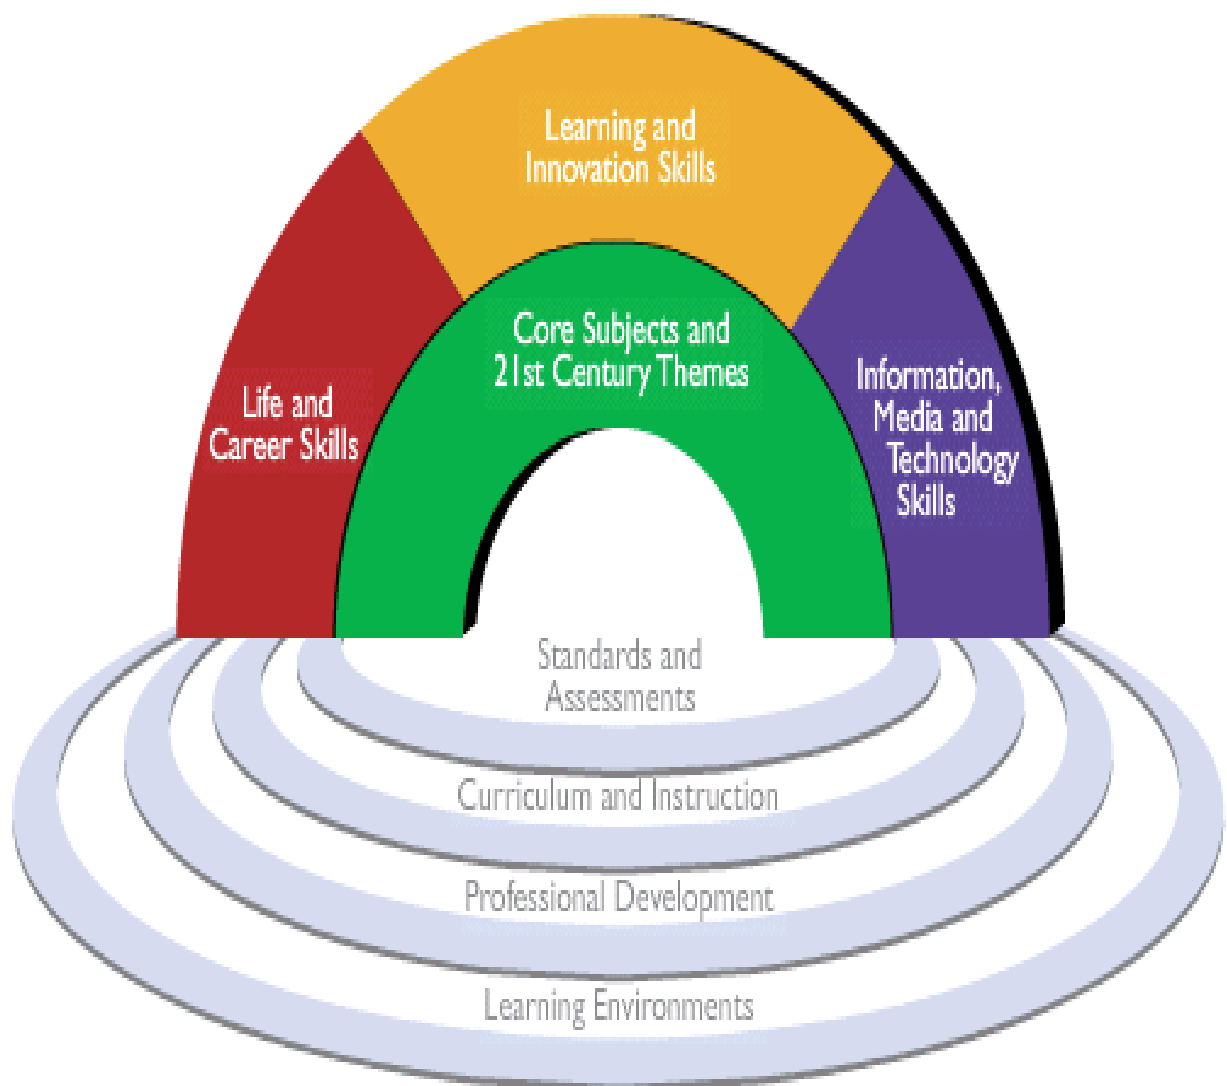 Learning and
Innovation Skills
Core Subjects and
21st Century Themes
Life and
Career Skills
Information,
Media and
Technology
Skills
Standards and
Assessments
Curriculum and Instruction
Professional Development
Learning Environments